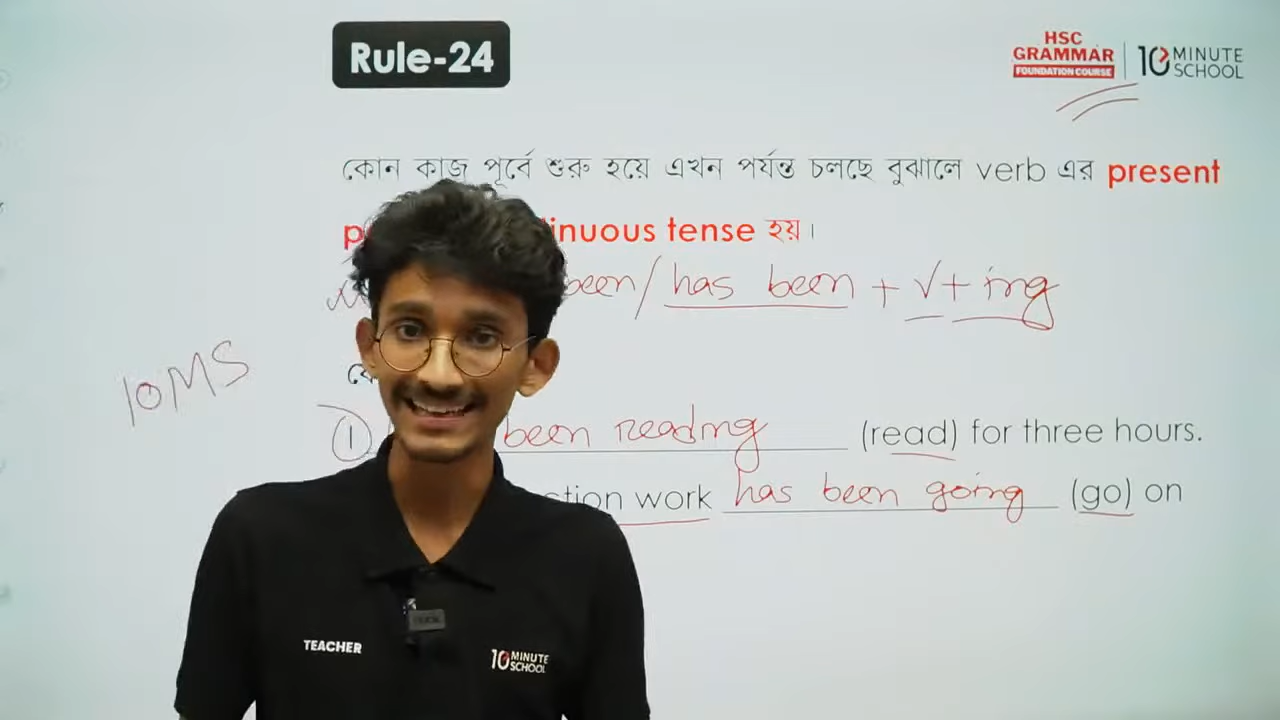 Rule-24
HSC
GRAMMAR
FOUNDATION COURSE
10 MINUTE
SCHOOL
কোন কাজ পূর্বে শুরু হয়ে এখন পর্যন্ত চলছে বুঝালে verb এর present
tense হয়।
been/has been + √ + ing
10MS
1 been reading (read) for three hours.
work has been going (go) on
TEACHER
10 MINUTE
SCHOOL